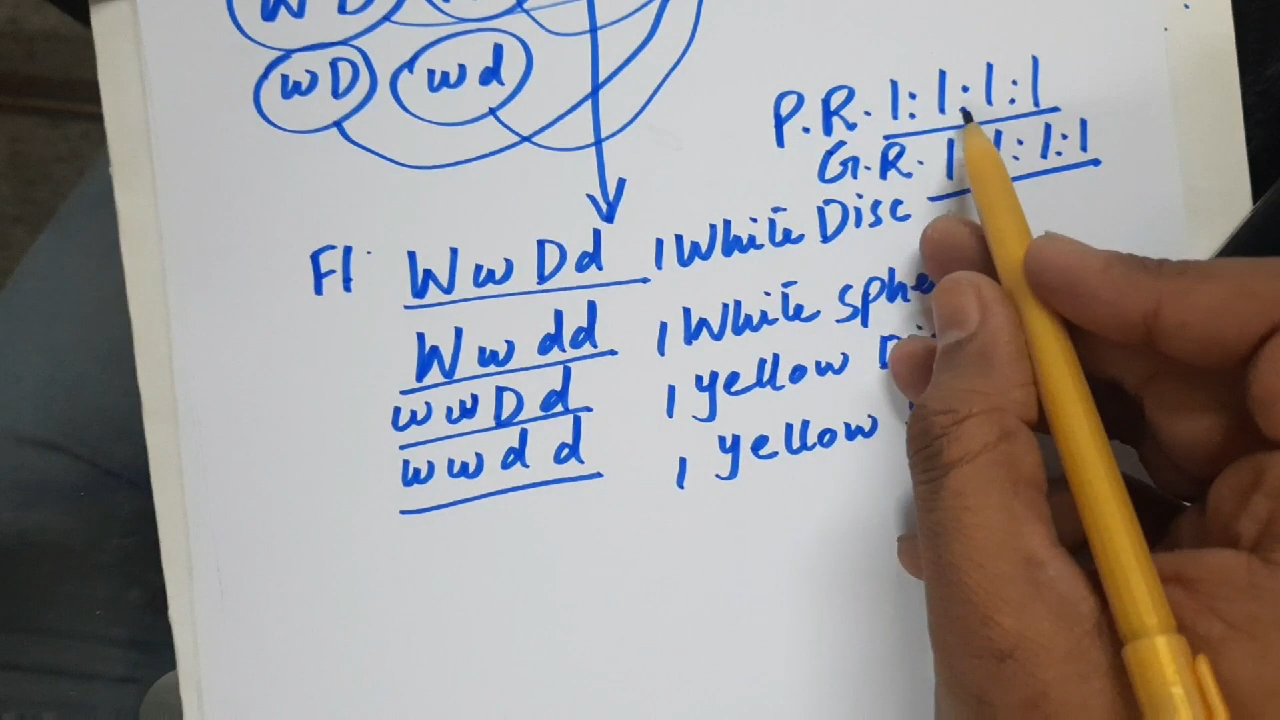 wD wd
P.R. 1:1:1:1
G.R. 1:1:1:1
F1. WwDd 1 White Disc
Wwdd 1 White
wwDd 1 yellow
wwdd 1 yellow